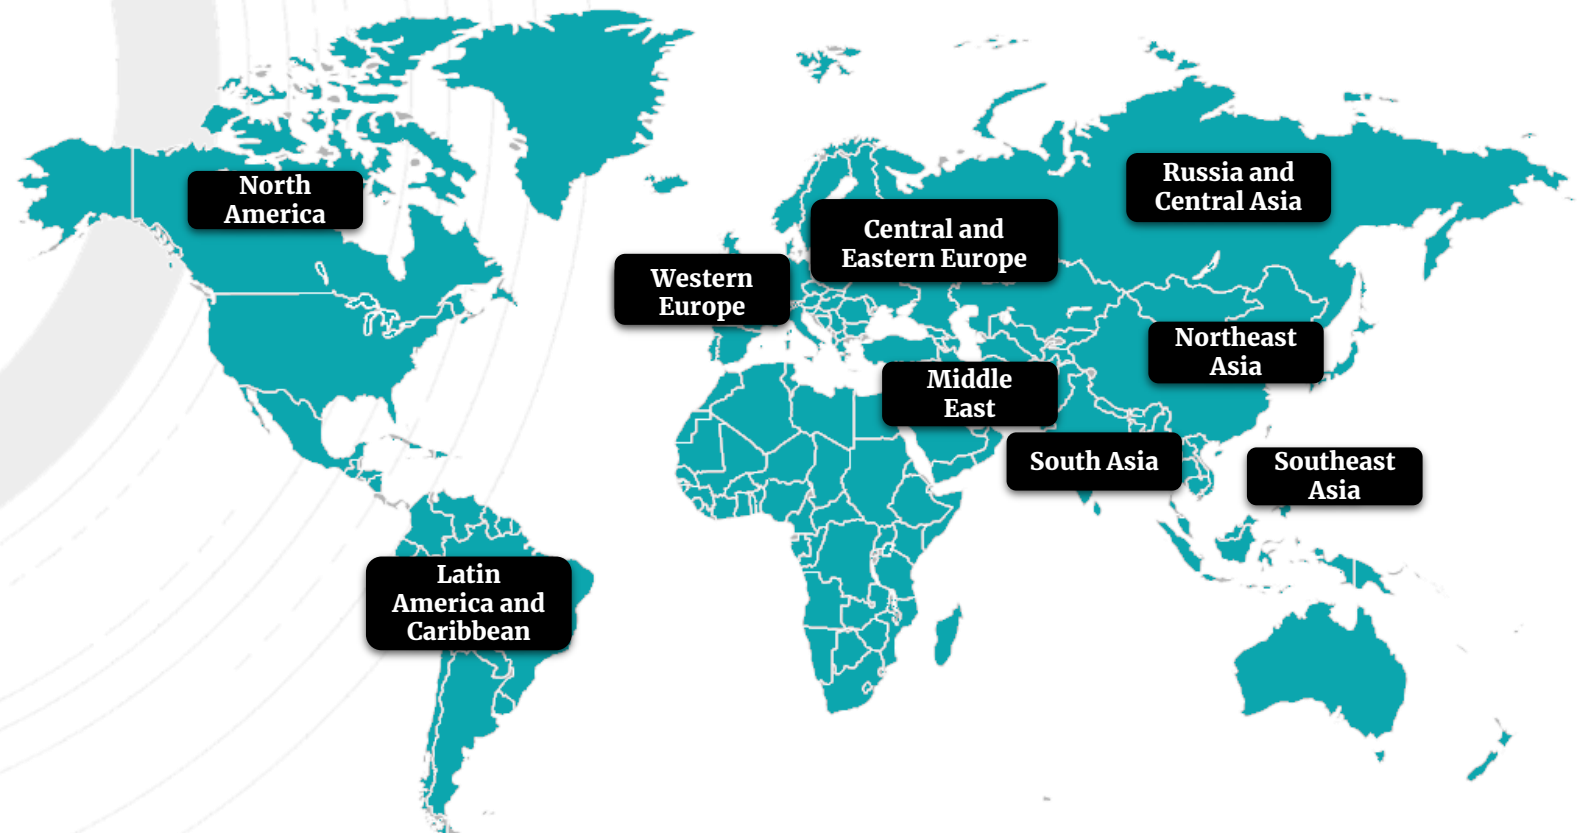 North
America
Russia and
Central Asia
Central and
Eastern Europe
Western
Europe
Northeast
Asia
Middle
East
South Asia
Southeast
Asia
Latin
America and
Caribbean